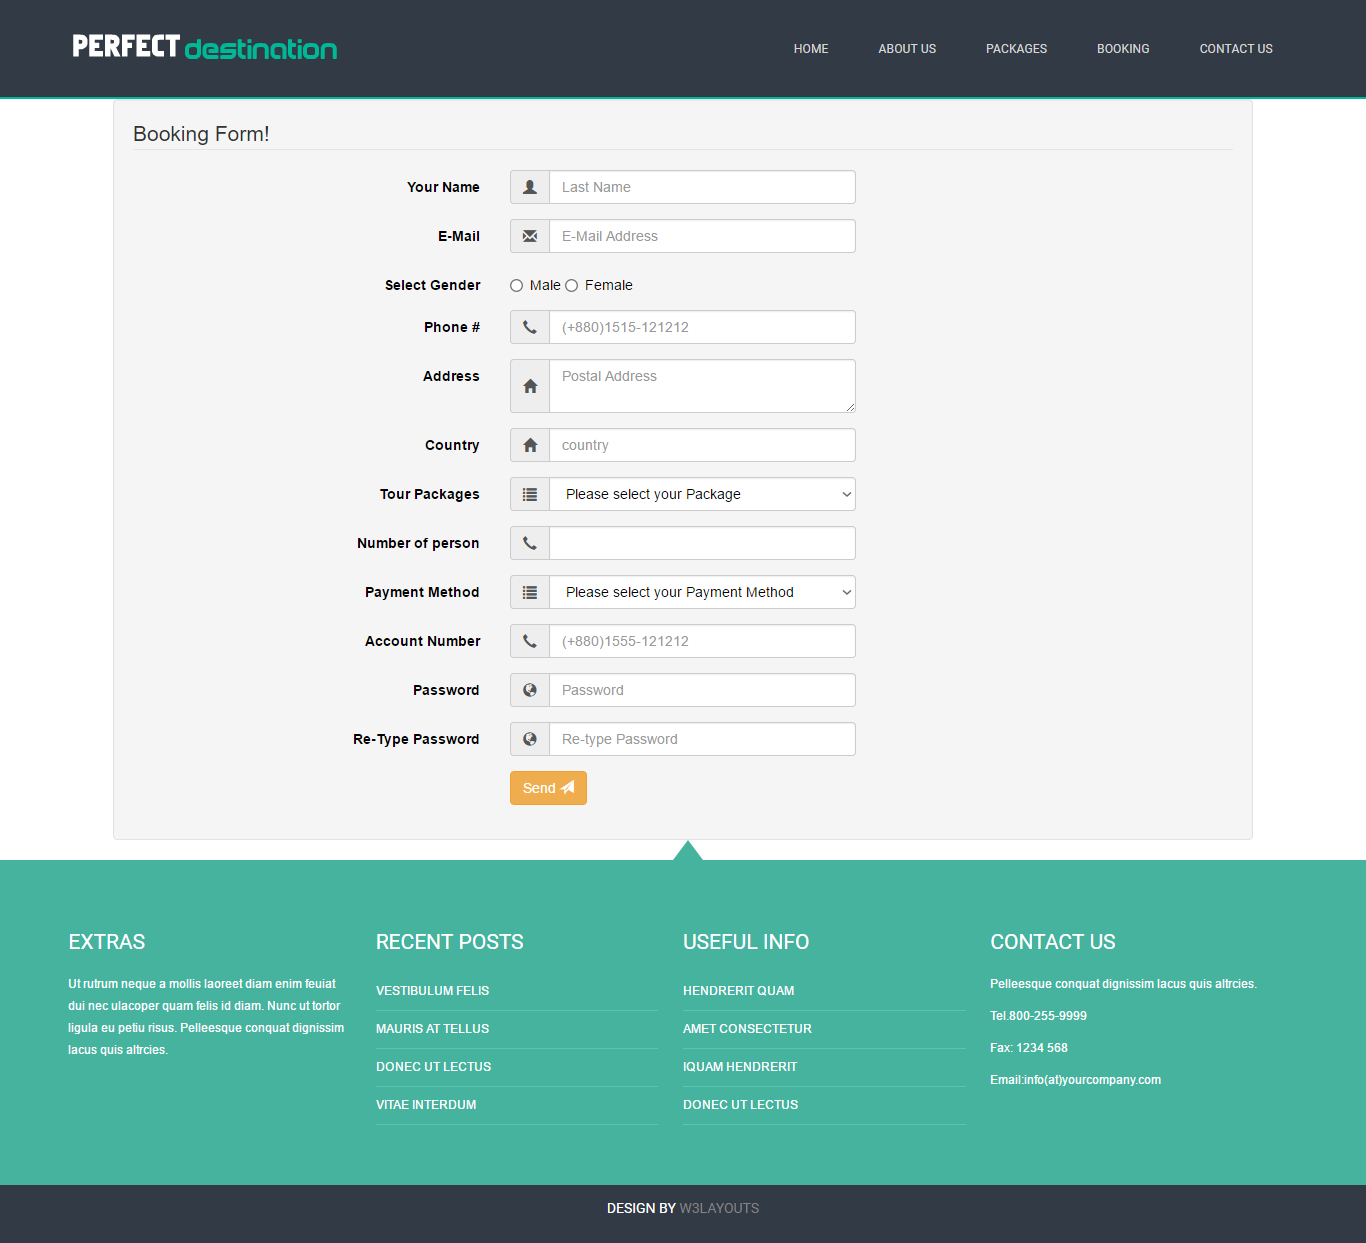 PERFECT destination
HOME
ABOUT US
PACKAGES
BOOKING
CONTACT US
Booking Form!
Your Name
Last Name
E-Mail
E-Mail Address
Select Gender
Male
Female
Phone #
(+880)1515-121212
Address
Postal Address
Country
country
Tour Packages
Please select your Package
Number of person
Payment Method
Please select your Payment Method
Account Number
(+880)1555-121212
Password
Password
Re-Type Password
Re-type Password
Send
EXTRAS
Ut rutrum neque a mollis laoreet diam enim feuiat
dui nec ulacoper quam felis id diam. Nunc ut tortor
ligula eu petiu risus. Pelleesque conquat dignissim
lacus quis altrcies.
RECENT POSTS
VESTIBULUM FELIS
MAURIS AT TELLUS
DONEC UT LECTUS
VITAE INTERDUM
USEFUL INFO
HENDRERIT QUAM
AMET CONSECTETUR
IQUAM HENDRERIT
DONEC UT LECTUS
CONTACT US
Pelleesque conquat dignissim lacus quis altrcies.
Tel.800-255-9999
Fax: 1234 568
Email:info(at)yourcompany.com
DESIGN BY W3LAYOUTS